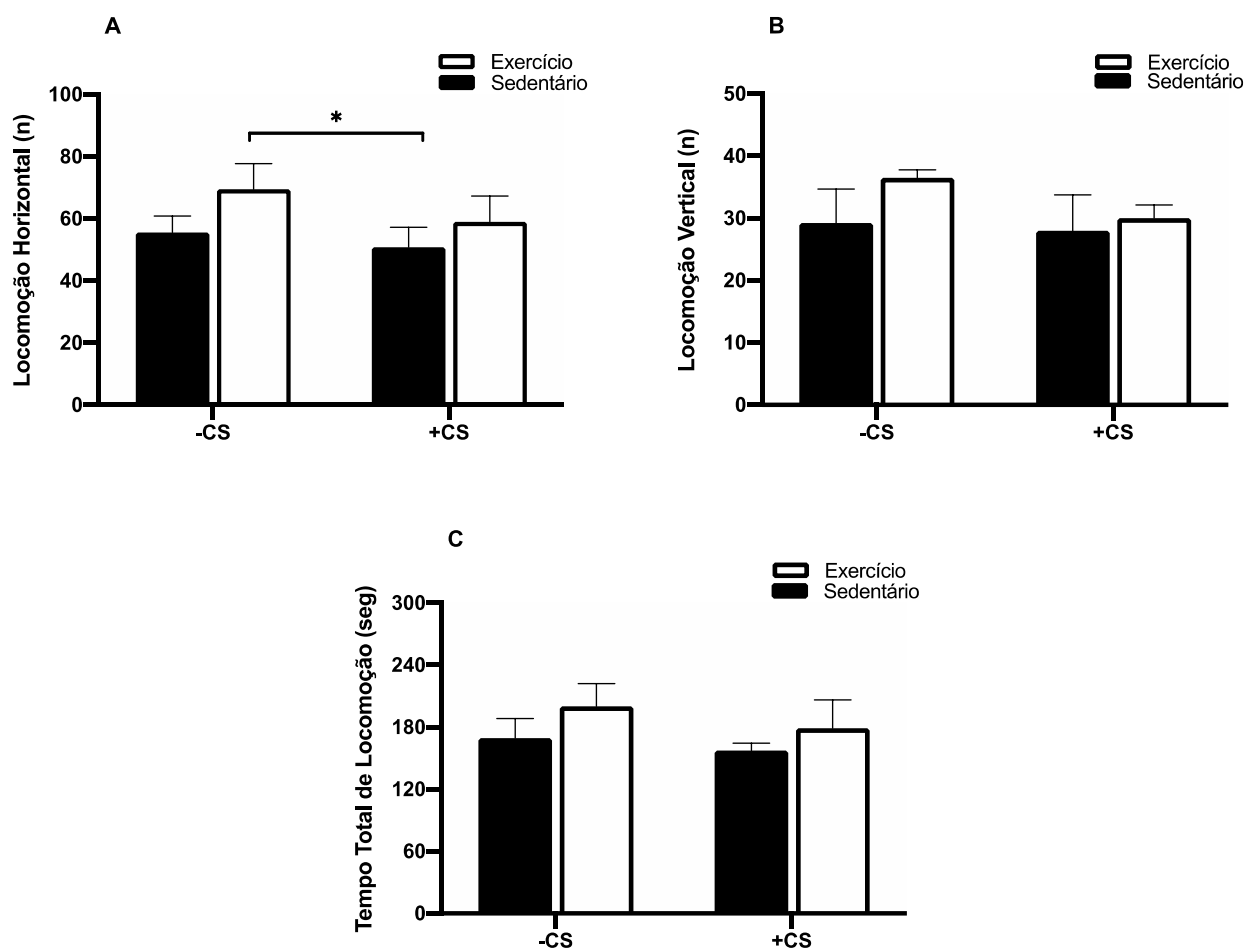 A
Exercício
Sedentário
Locomoção Horizontal (n)
100
80
60
40
20
0
*
-CS
+CS
B
Exercício
Sedentário
Locomoção Vertical (n)
50
40
30
20
10
0
-CS
+CS
C
Exercício
Sedentário
Tempo Total de Locomoção (seg)
300
240
180
120
60
0
-CS
+CS